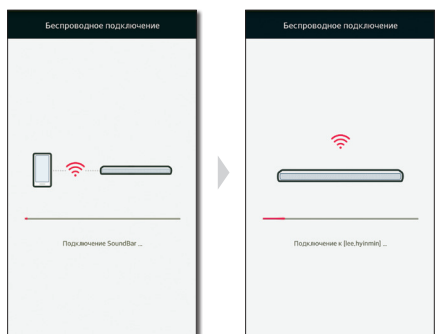 Беспроводное подключение
Подключение SoundBar ...
Беспроводное подключение
Подключение к [lee,hyinmin] ...